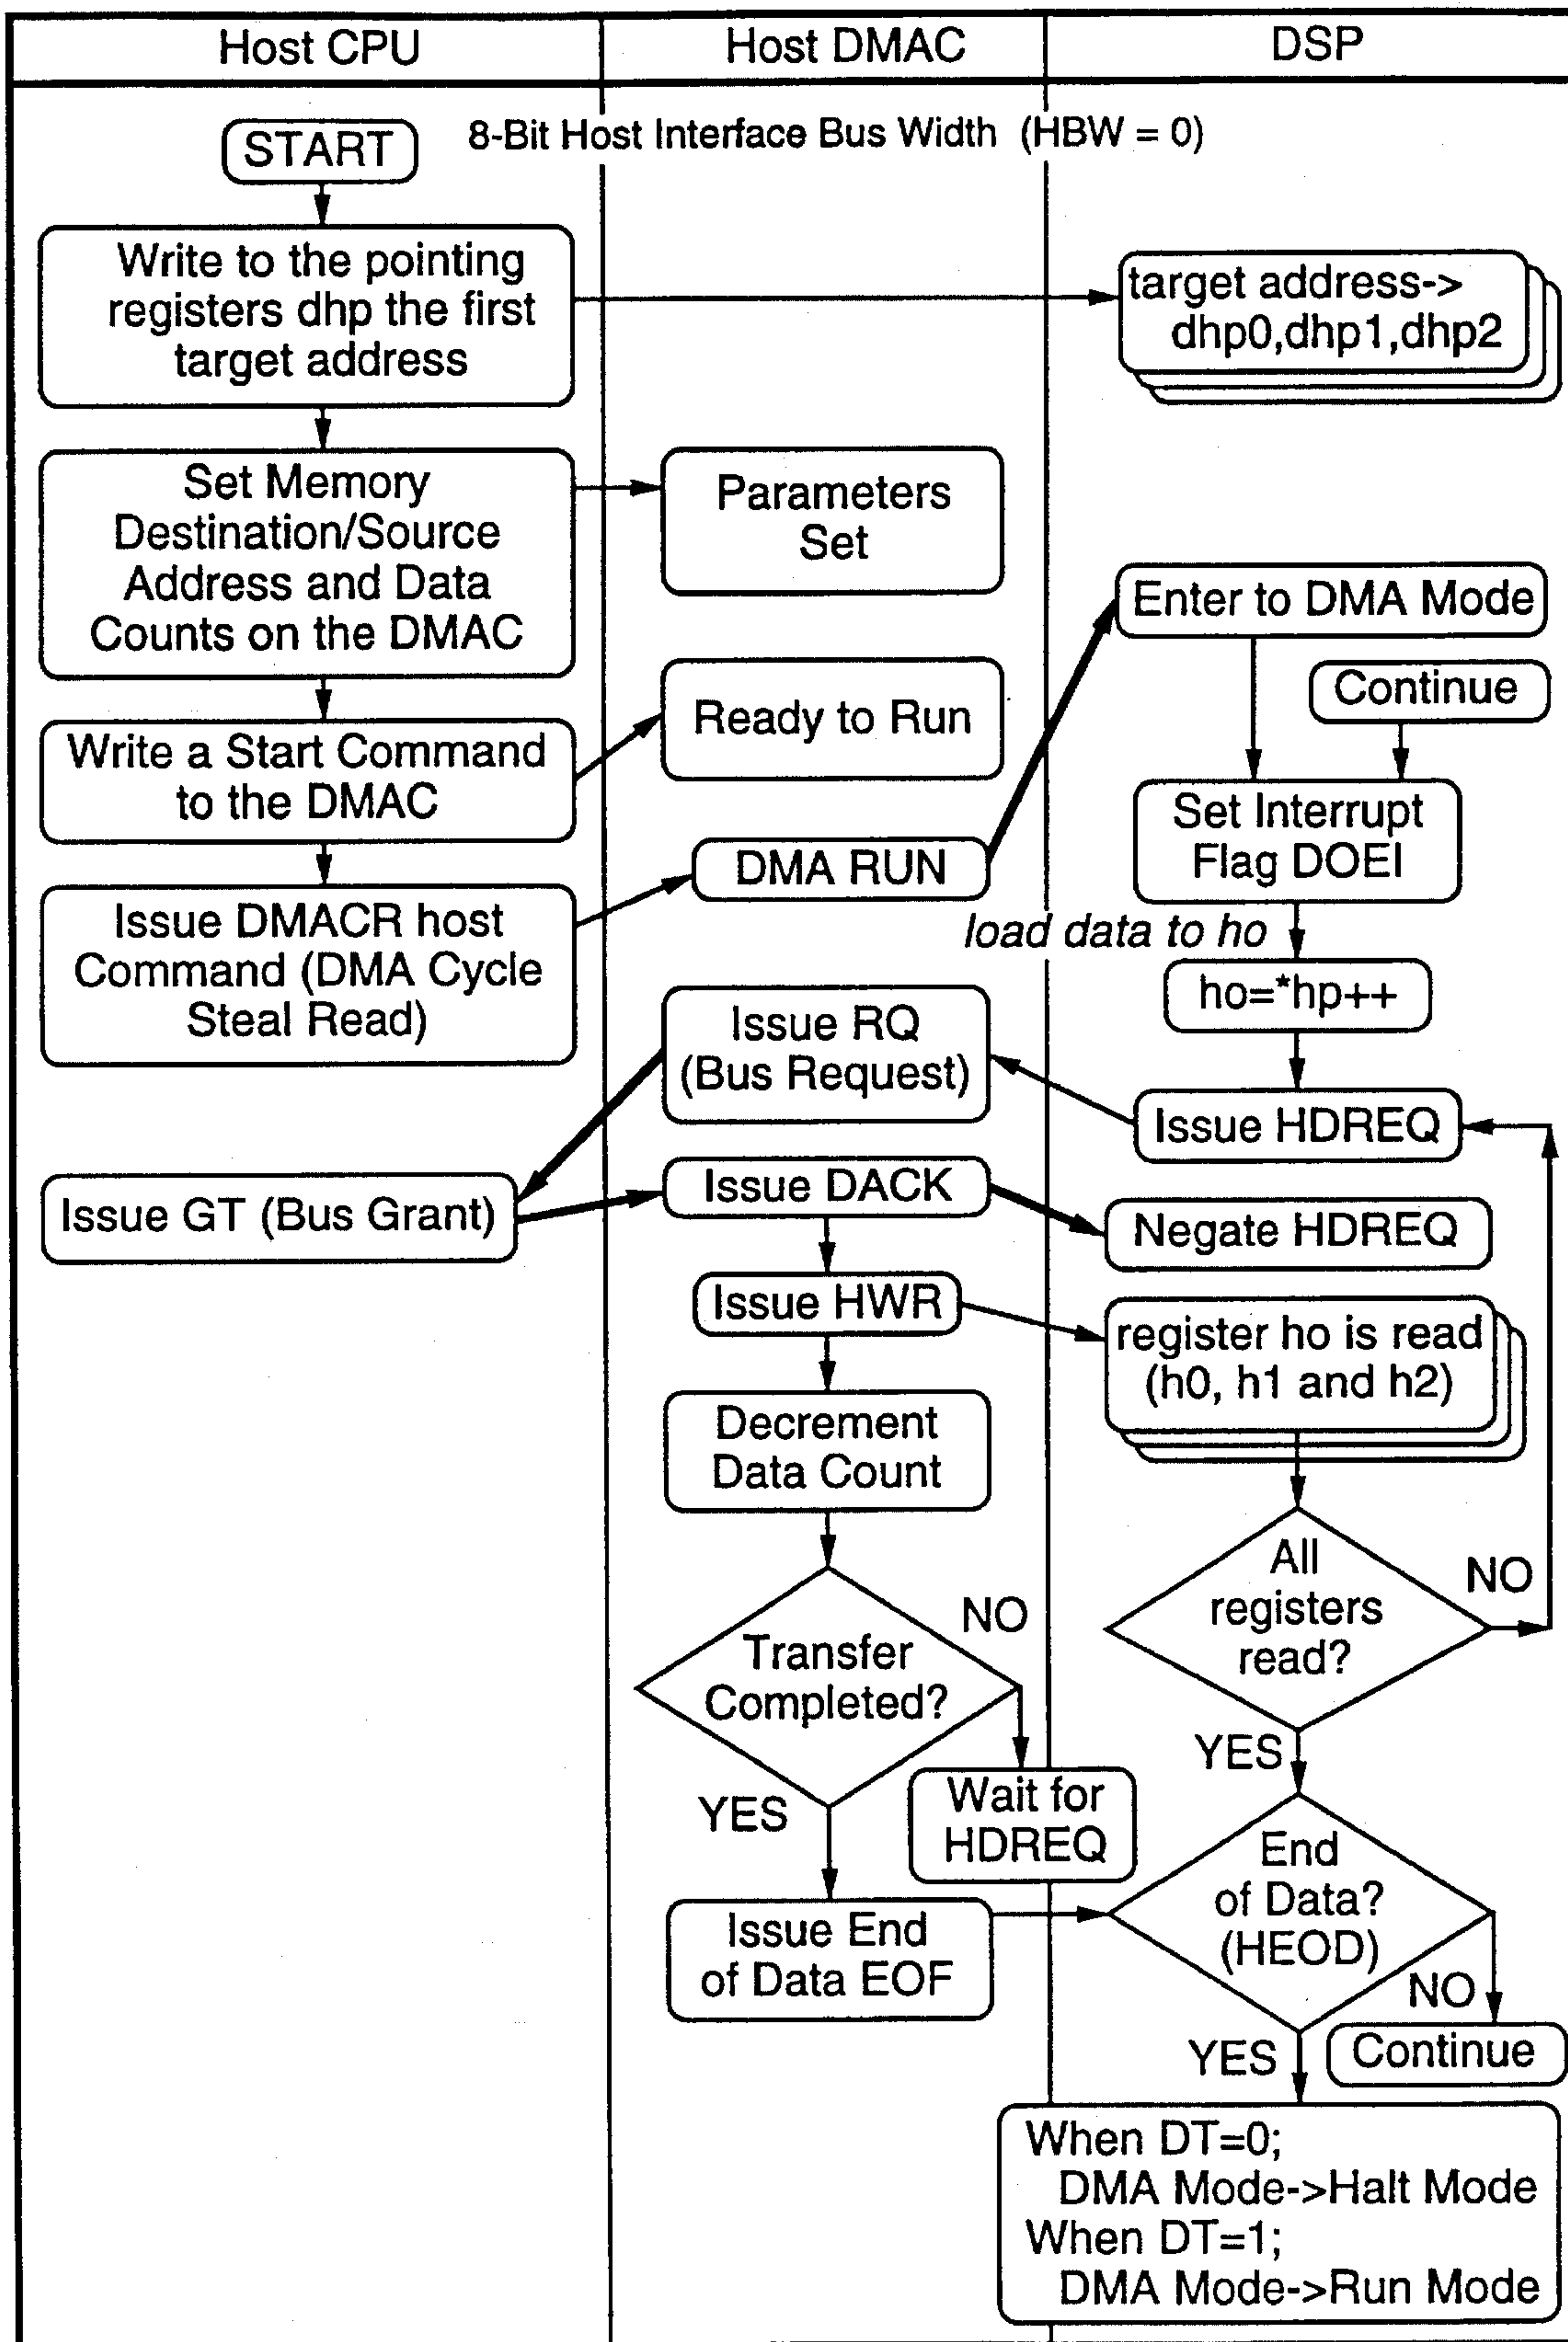 Host CPU
Host DMAC
DSP
8-Bit Host Interface Bus Width (HBW = 0)
START
Write to the pointing
registers dhp the first
target address
target address->
dhp0,dhp1,dhp2
Set Memory
Destination/Source
Address and Data
Counts on the DMAC
Parameters
Set
Enter to DMA Mode
Continue
Write a Start Command
to the DMAC
Ready to Run
Set Interrupt
Flag DOEI
DMA RUN
Issue DMACR host
Command (DMA Cycle
Steal Read)
load data to ho
ho=*hp++
Issue RQ
(Bus Request)
Issue HDREQ
Issue GT (Bus Grant)
Issue DACK
Negate HDREQ
Issue HWR
register ho is read
(h0, h1 and h2)
Decrement
Data Count
All
registers
read?
NO
YES
Transfer
Completed?
NO
YES
Wait for
HDREQ
Issue End
of Data EOF
End
of Data?
(HEOD)
NO
Continue
YES
When DT=0;
DMA Mode->Halt Mode
When DT=1;
DMA Mode->Run Mode